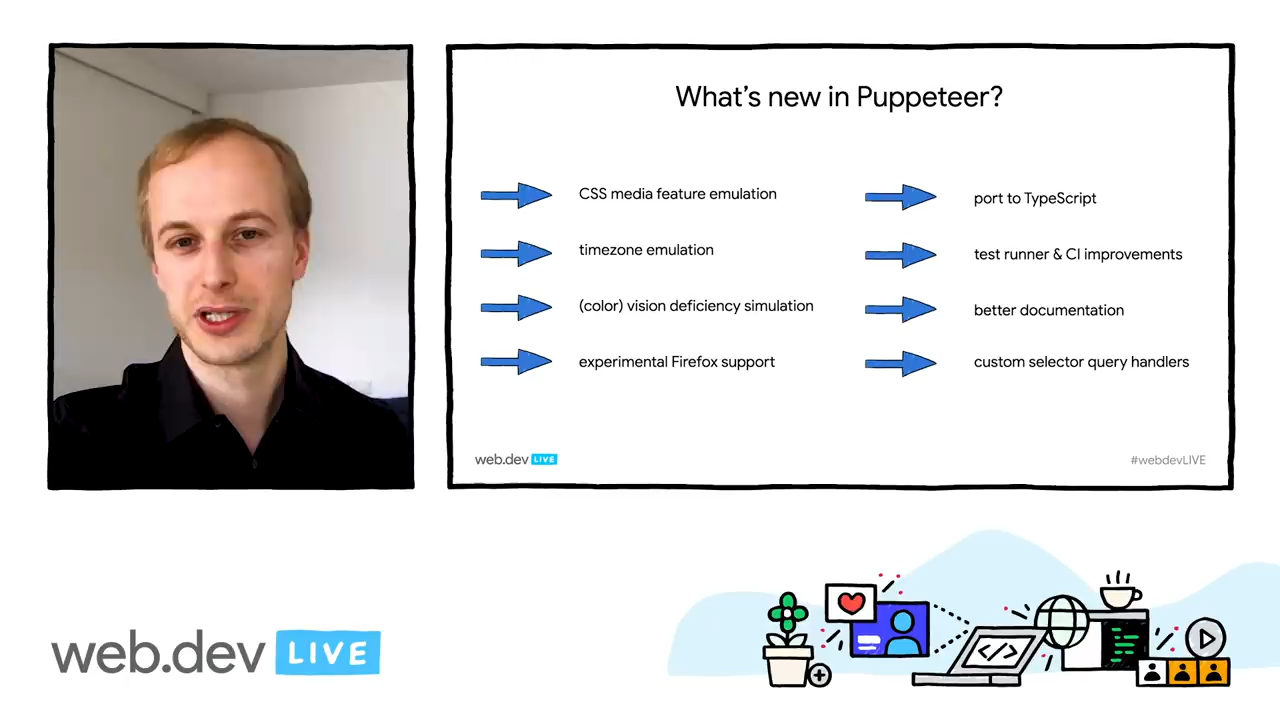 What's new in Puppeteer?
CSS media feature emulation
timezone emulation
(color) vision deficiency simulation
experimental Firefox support
port to TypeScript
test runner & CI improvements
better documentation
custom selector query handlers
web.dev LIVE
#webdevLIVE
web.dev LIVE
</>